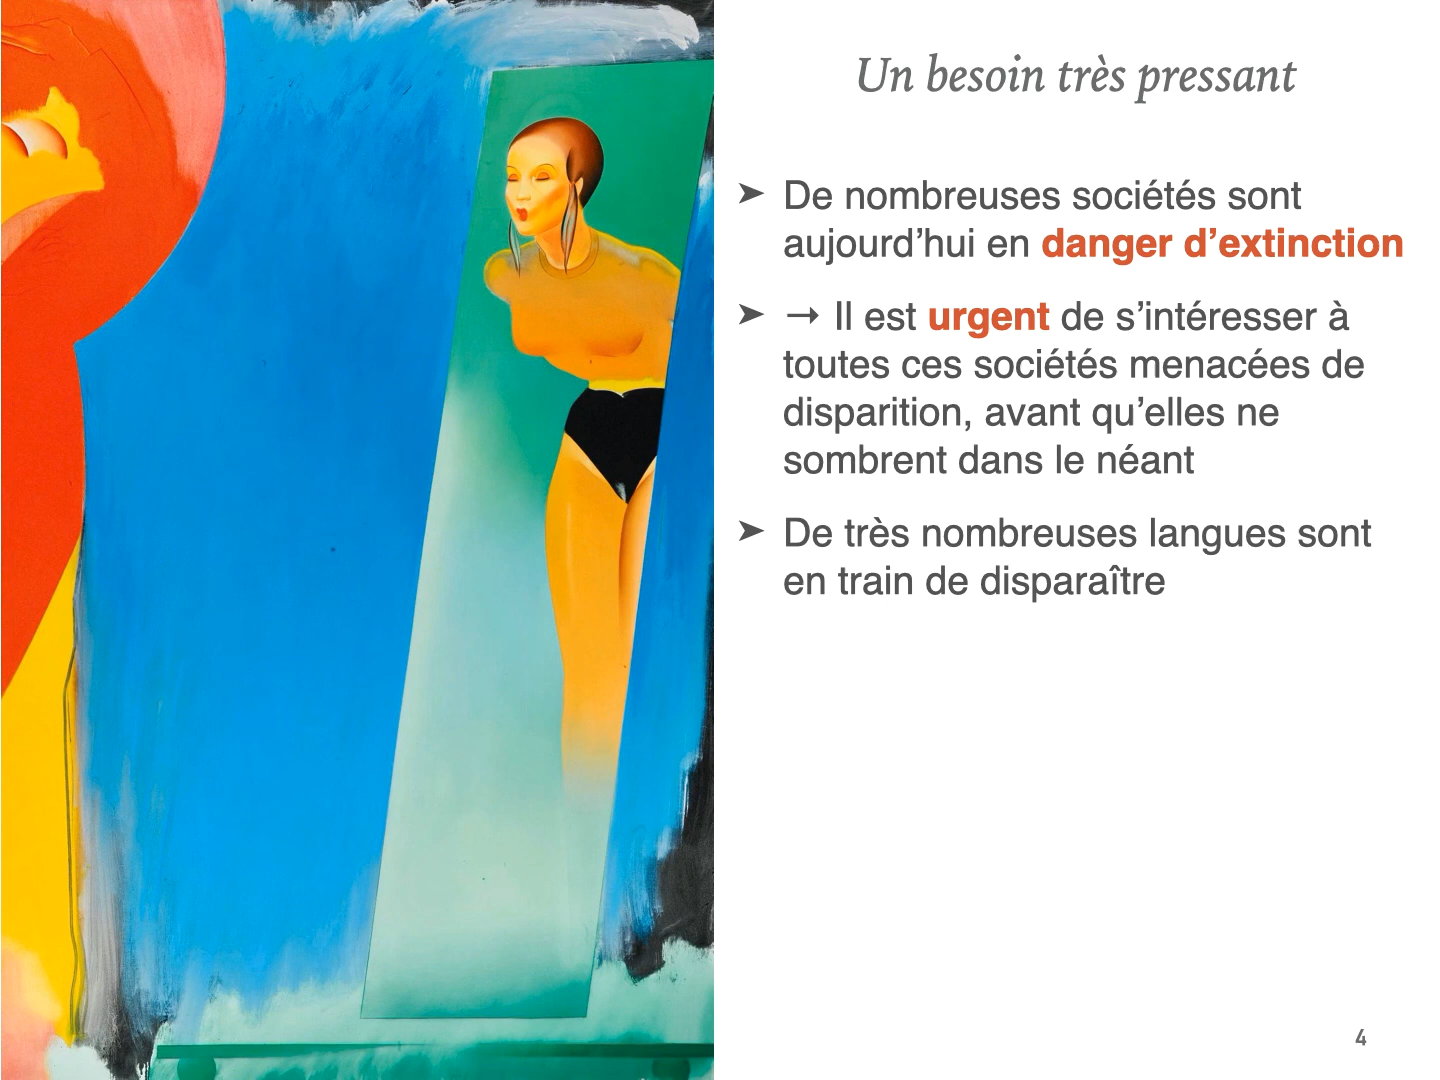 Un besoin très pressant
➤ De nombreuses sociétés sont
aujourd’hui en danger d’extinction
➤ → Il est urgent de s’intéresser à
toutes ces sociétés menacées de
disparition, avant qu’elles ne
sombrent dans le néant
➤ De très nombreuses langues sont
en train de disparaître
4